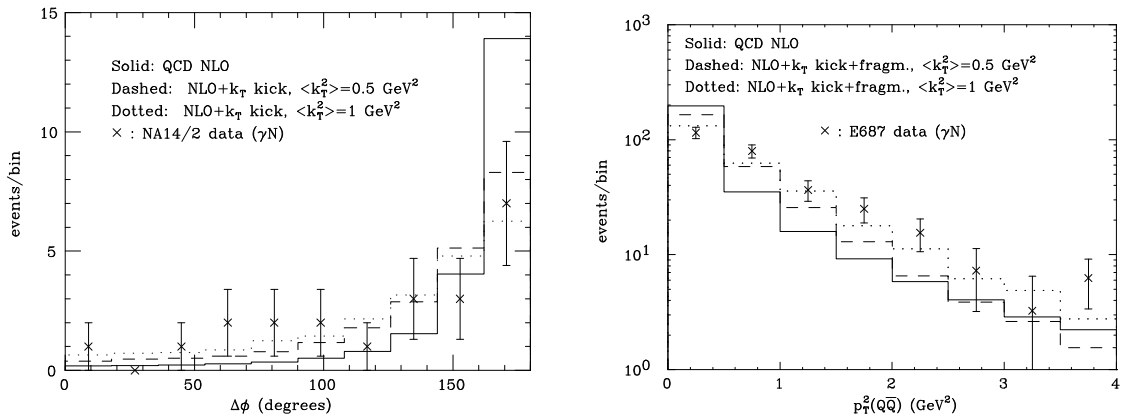 15
Solid: QCD NLO
Dashed: NLO+k_T kick, <k_T^2>=0.5 GeV^2
Dotted: NLO+k_T kick, <k_T^2>=1 GeV^2
× : NA14/2 data (γN)
10
5
0
events/bin
0 50 100 150
Δϕ (degrees)
10^3
Solid: QCD NLO
Dashed: NLO+k_T kick+fragm., <k_T^2>=0.5 GeV^2
Dotted: NLO+k_T kick+fragm., <k_T^2>=1 GeV^2
× : E687 data (γN)
10^2
10^1
10^0
events/bin
0 1 2 3 4
p_T^2(QQ̅) (GeV^2)